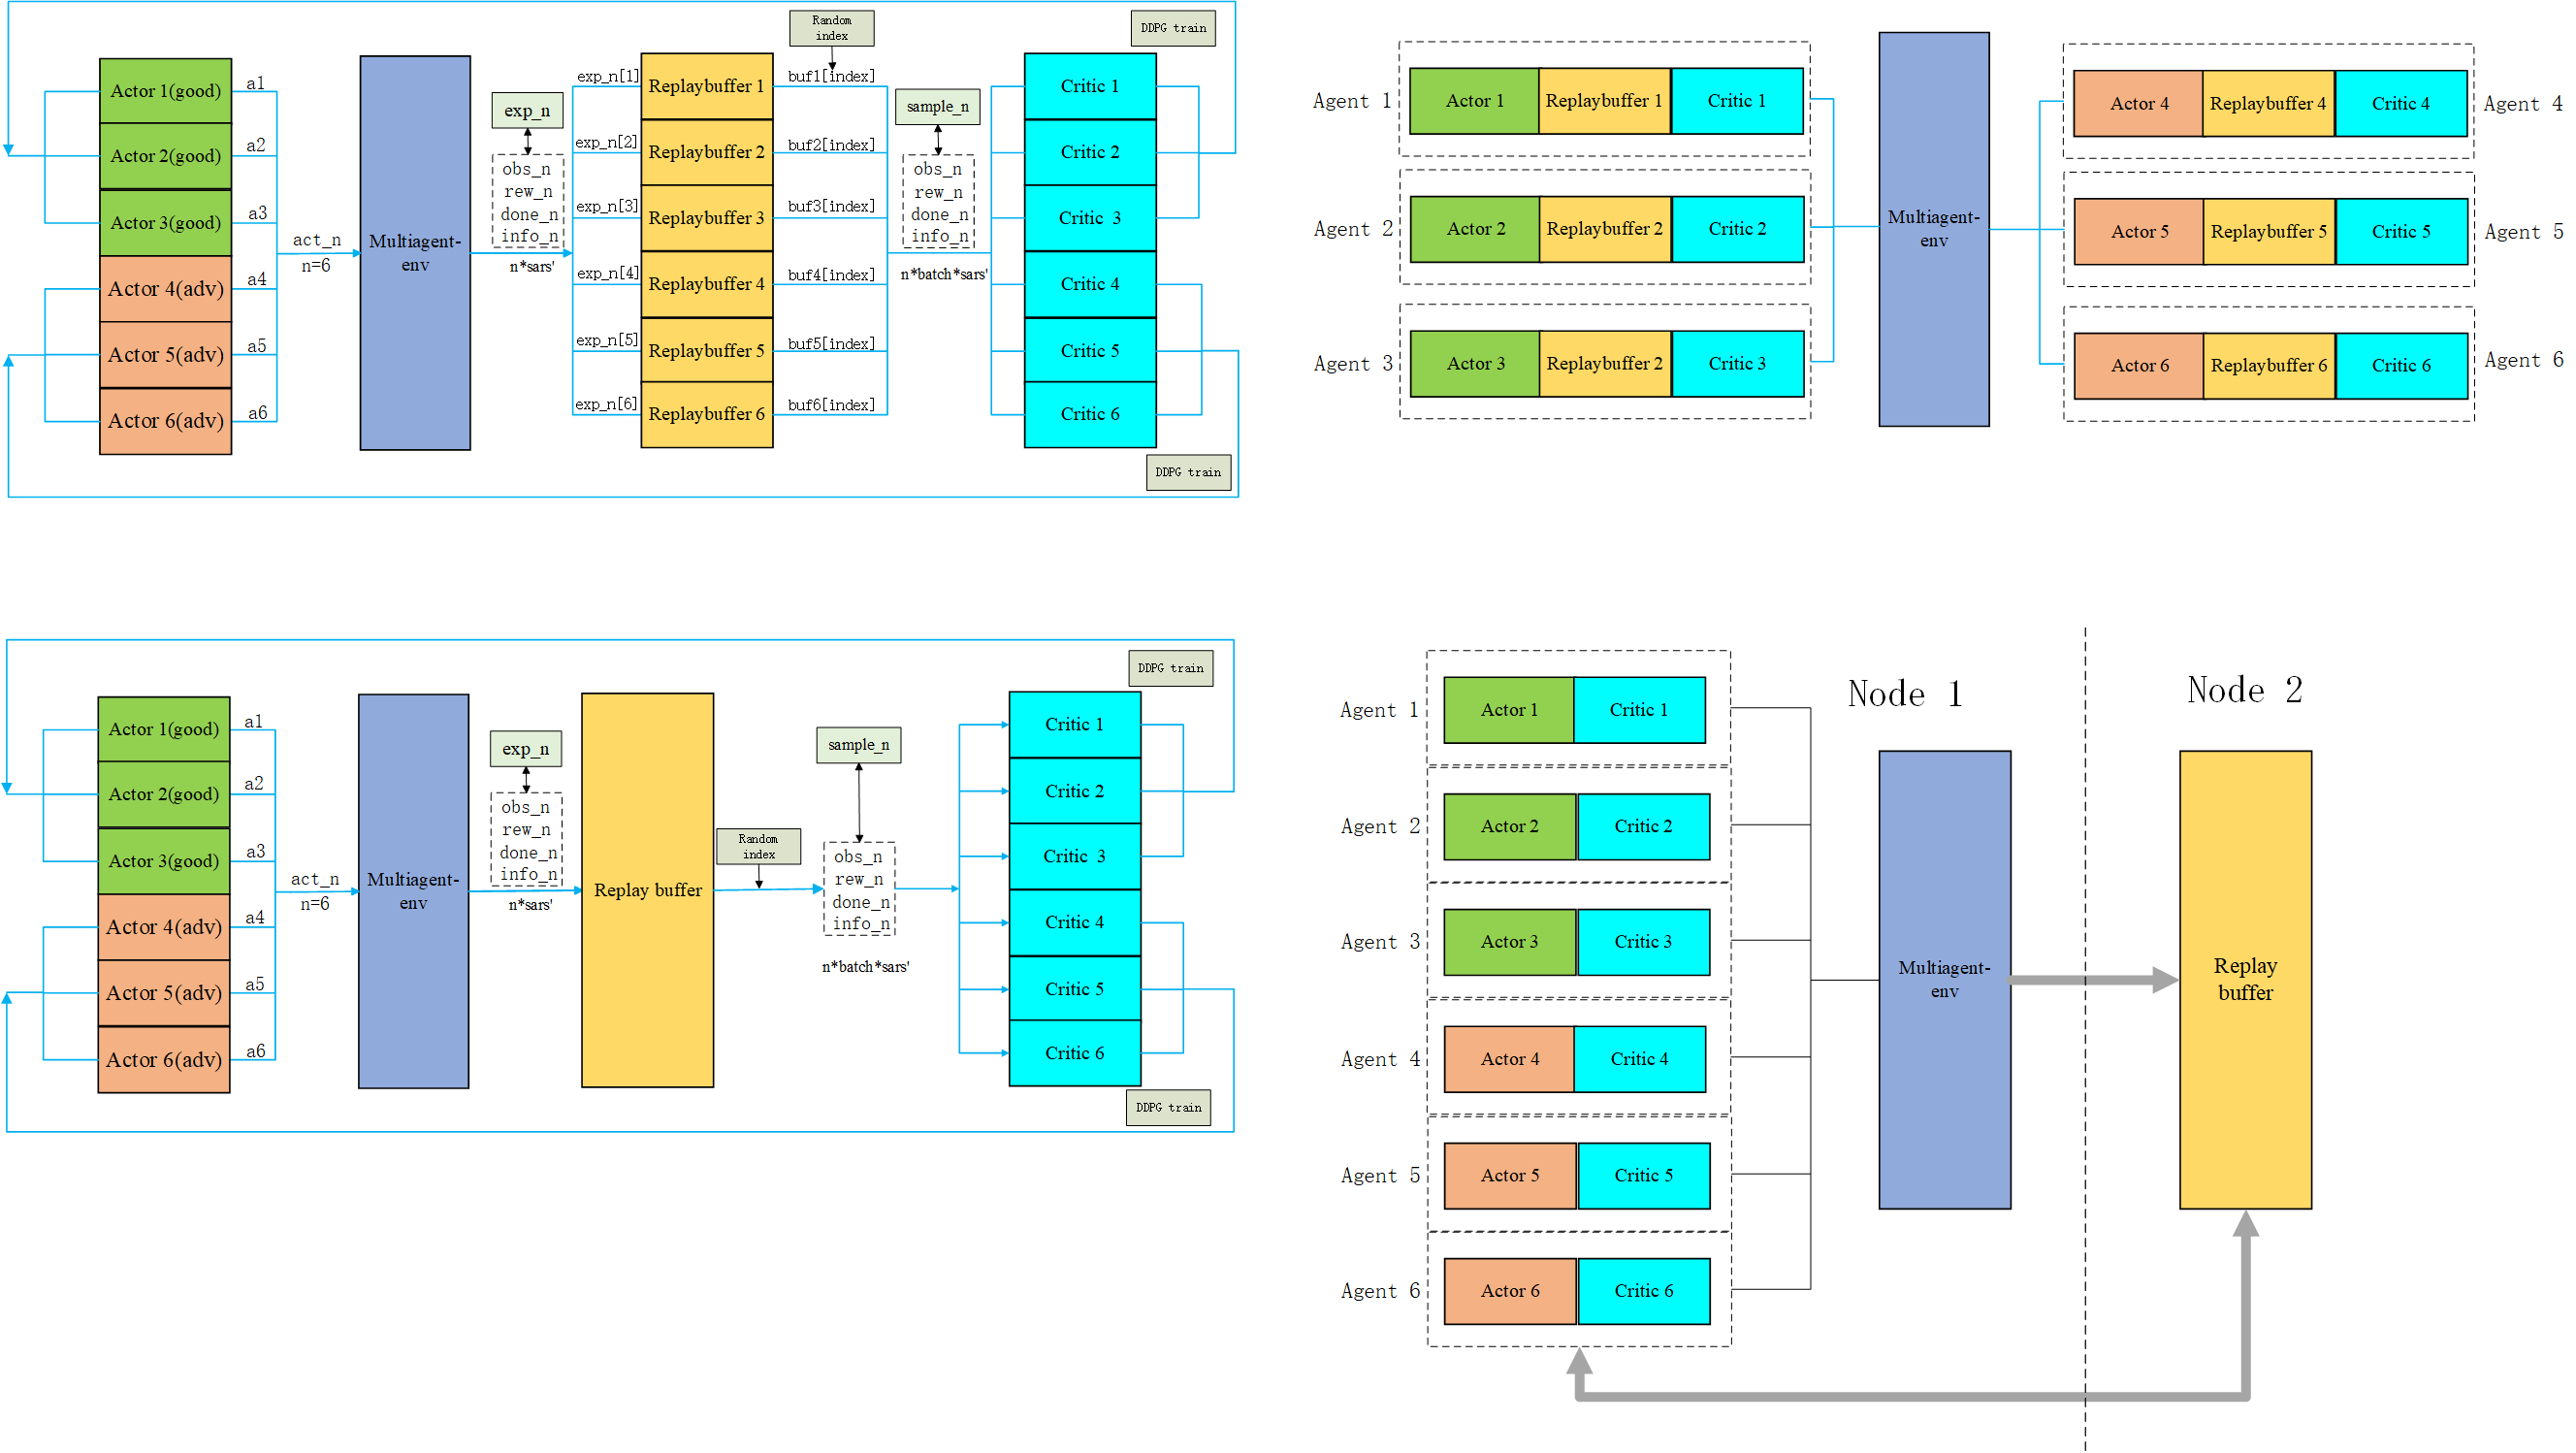 Random
index
DDPG train
Actor 1(good)
Actor 2(good)
Actor 3(good)
Actor 4(adv)
Actor 5(adv)
Actor 6(adv)
a1
a2
a3
a4
a5
a6
act_n
n=6
Multiagent-
env
exp_n
obs_n
rew_n
done_n
info_n
n*sars'
exp_n[1]
exp_n[2]
exp_n[3]
exp_n[4]
exp_n[5]
exp_n[6]
Replaybuffer 1
Replaybuffer 2
Replaybuffer 3
Replaybuffer 4
Replaybuffer 5
Replaybuffer 6
buf1[index]
buf2[index]
buf3[index]
buf4[index]
buf5[index]
buf6[index]
sample_n
obs_n
rew_n
done_n
info_n
n*batch*sars'
Critic 1
Critic 2
Critic 3
Critic 4
Critic 5
Critic 6
DDPG train
Agent 1
Actor 1
Replaybuffer 1
Critic 1
Agent 2
Actor 2
Replaybuffer 2
Critic 2
Agent 3
Actor 3
Replaybuffer 2
Critic 3
Multiagent-
env
Actor 4
Replaybuffer 4
Critic 4
Agent 4
Actor 5
Replaybuffer 5
Critic 5
Agent 5
Actor 6
Replaybuffer 6
Critic 6
Agent 6
DDPG train
Actor 1(good)
Actor 2(good)
Actor 3(good)
Actor 4(adv)
Actor 5(adv)
Actor 6(adv)
a1
a2
a3
a4
a5
a6
act_n
n=6
Multiagent-
env
exp_n
obs_n
rew_n
done_n
info_n
n*sars'
Replay buffer
Random
index
sample_n
obs_n
rew_n
done_n
info_n
n*batch*sars'
Critic 1
Critic 2
Critic 3
Critic 4
Critic 5
Critic 6
DDPG train
Agent 1
Actor 1
Critic 1
Agent 2
Actor 2
Critic 2
Agent 3
Actor 3
Critic 3
Agent 4
Actor 4
Critic 4
Agent 5
Actor 5
Critic 5
Agent 6
Actor 6
Critic 6
Node 1
Multiagent-
env
Node 2
Replay
buffer